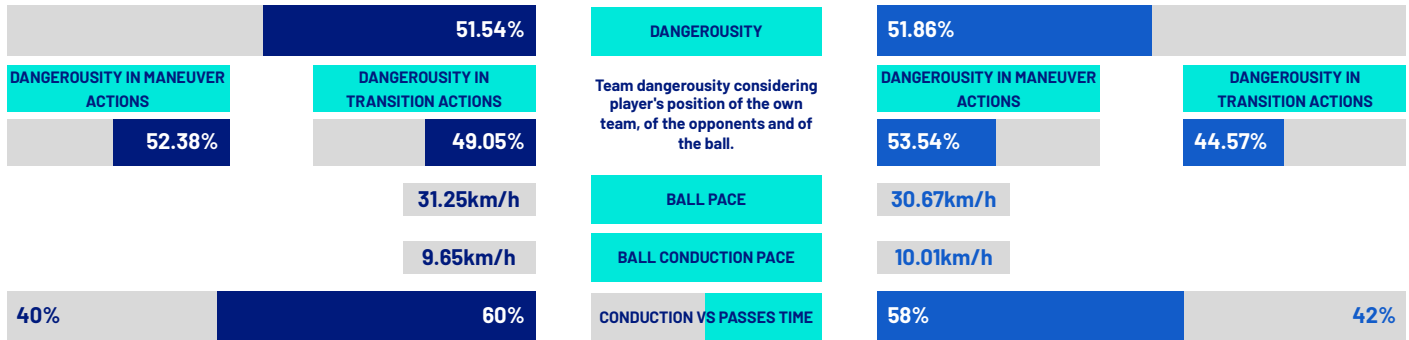 51.54%
DANGEROUSITY
51.86%
DANGEROUSITY IN MANEUVER
ACTIONS
DANGEROUSITY IN
TRANSITION ACTIONS
Team dangerousity considering
player's position of the own
team, of the opponents and of
the ball.
DANGEROUSITY IN MANEUVER
ACTIONS
DANGEROUSITY IN
TRANSITION ACTIONS
52.38%
49.05%
53.54%
44.57%
31.25km/h
BALL PACE
30.67km/h
9.65km/h
BALL CONDUCTION PACE
10.01km/h
40%
60%
CONDUCTION VS PASSES TIME
58%
42%